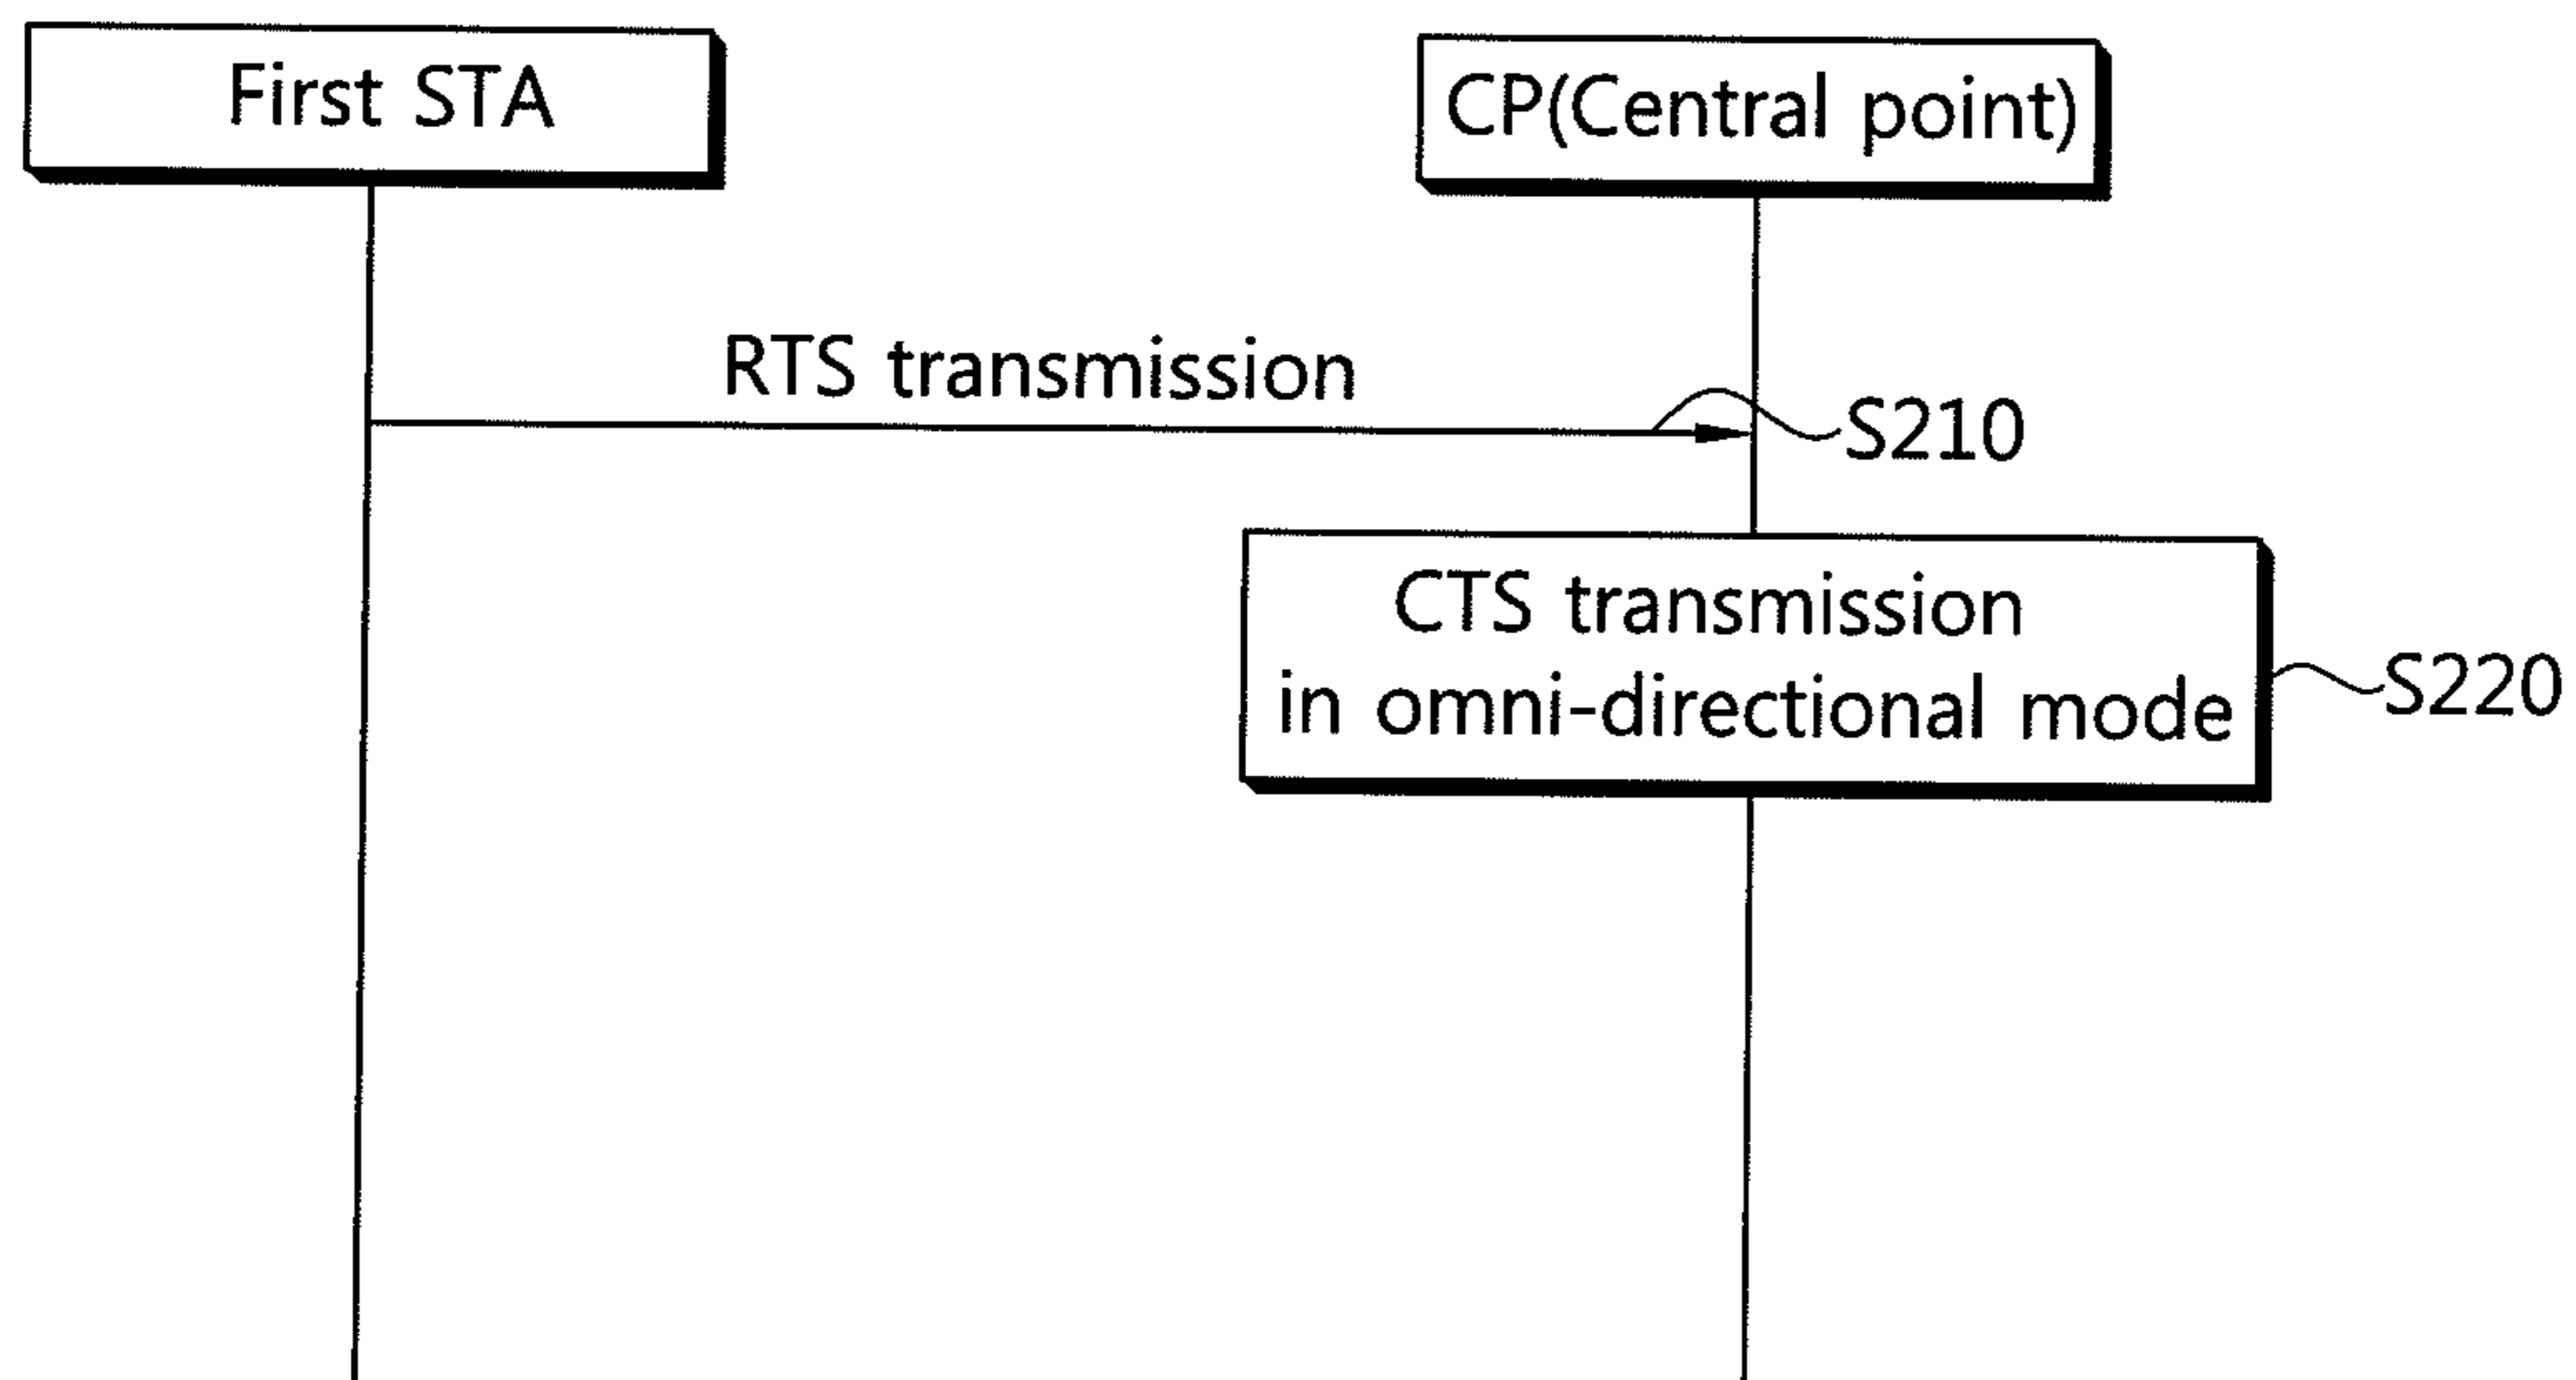 First STA
CP(Central point)
RTS transmission
S210
CTS transmission
in omni-directional mode
S220